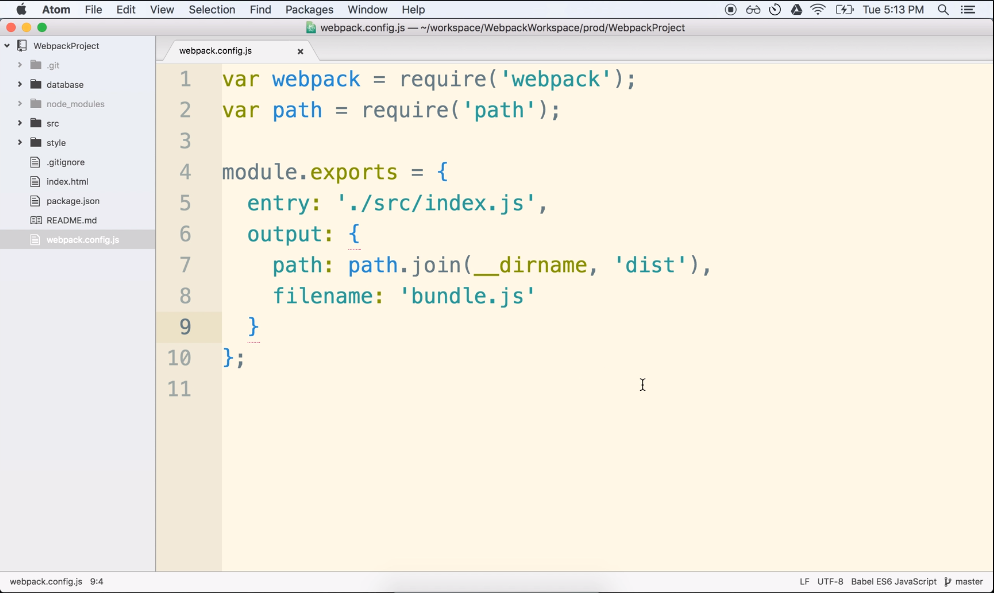 Atom File Edit View Selection Find Packages Window Help Tue 5:13 PM
webpack.config.js — ~/workspace/WebpackWorkspace/prod/WebpackProject
WebpackProject
.git
database
node_modules
src
style
.gitignore
index.html
package.json
README.md
webpack.config.js
webpack.config.js
1 var webpack = require('webpack');
2 var path = require('path');
3
4 module.exports = {
5   entry: './src/index.js',
6   output: {
7     path: path.join(__dirname, 'dist'),
8     filename: 'bundle.js'
9   }
10 };
11
webpack.config.js 9:4 LF UTF-8 Babel ES6 JavaScript master